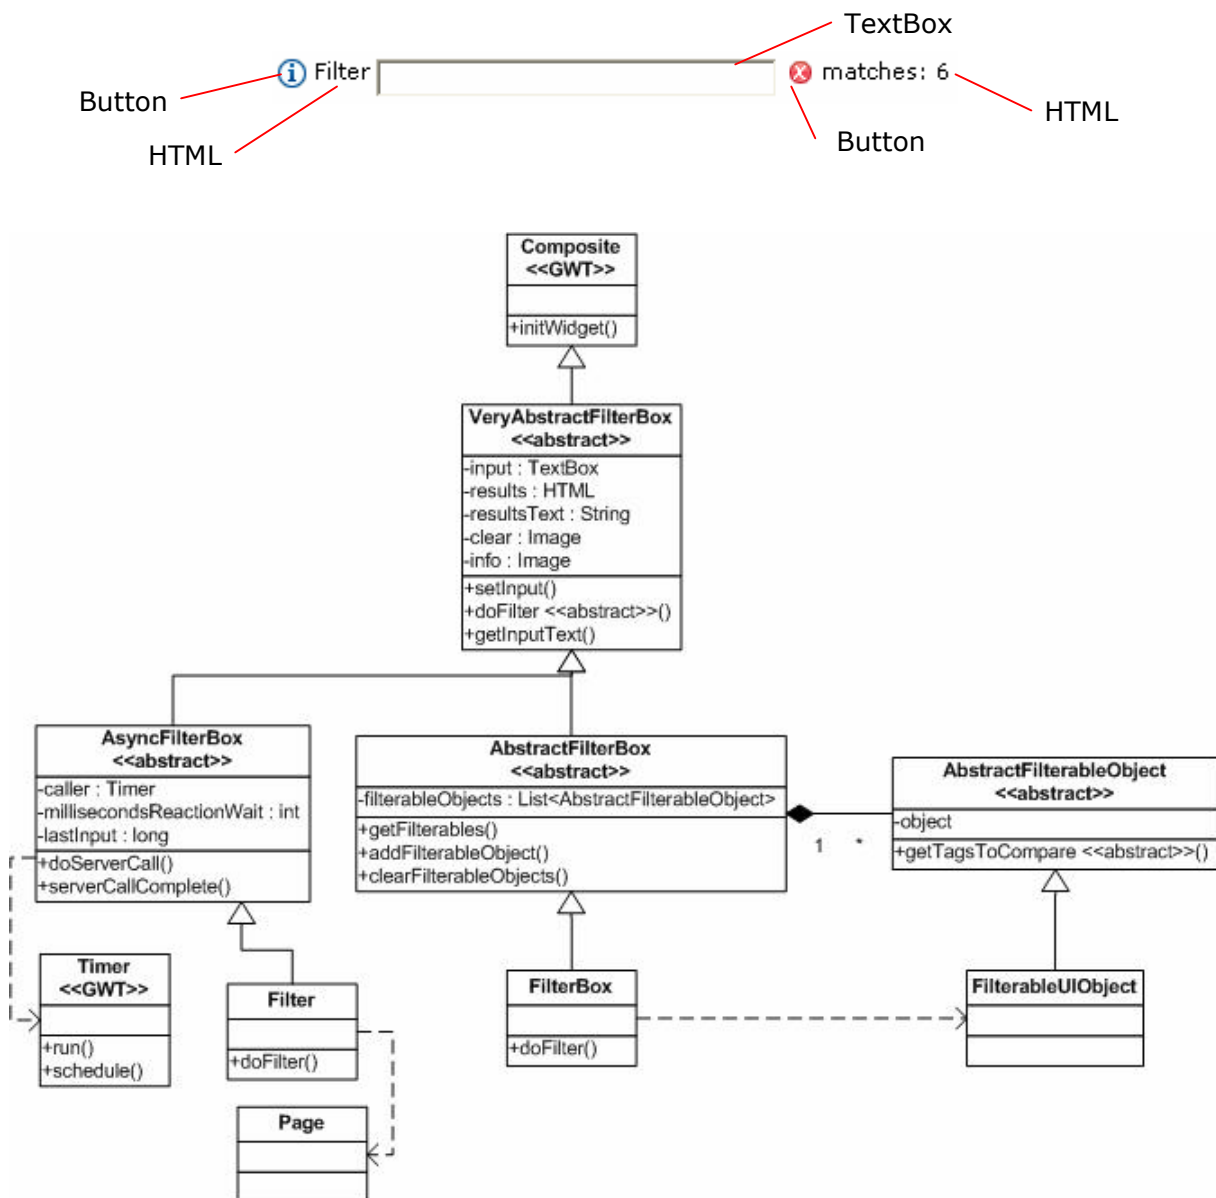 TextBox
Filter
matches: 6
Button
HTML
HTML
Button
Composite
<<GWT>>
+initWidget()
VeryAbstractFilterBox
<<abstract>>
-input : TextBox
-results : HTML
-resultsText : String
-clear : Image
-info : Image
+setInput()
+doFilter <<abstract>>()
+getInputText()
AsyncFilterBox
<<abstract>>
-caller : Timer
-millisecondsReactionWait : int
-lastInput : long
+doServerCall()
+serverCallComplete()
AbstractFilterBox
<<abstract>>
-filterableObjects : List<AbstractFilterableObject>
+getFilterables()
+addFilterableObject()
+clearFilterableObjects()
1 *
AbstractFilterableObject
<<abstract>>
-object
+getTagsToCompare <<abstract>>()
Timer
<<GWT>>
+run()
+schedule()
Filter
+doFilter()
FilterBox
+doFilter()
FilterableUIObject
Page